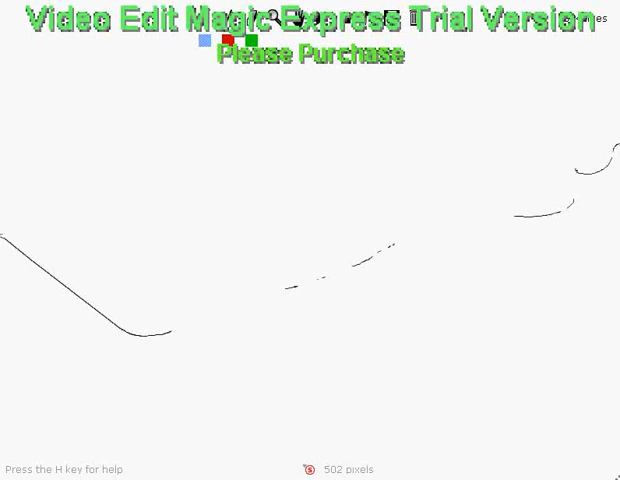 Video Edit Magic Express Trial Version
Please Purchase
Press the H key for help
502 pixels